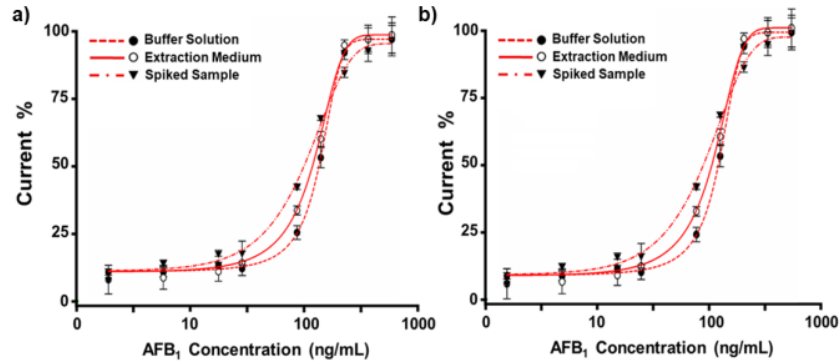 a)
100
75
50
25
0
Current %
Buffer Solution
Extraction Medium
Spiked Sample
0 10 100 1000
AFB₁ Concentration (ng/mL)
b)
100
75
50
25
0
Current %
Buffer Solution
Extraction Medium
Spiked Sample
0 10 100 1000
AFB₁ Concentration (ng/mL)